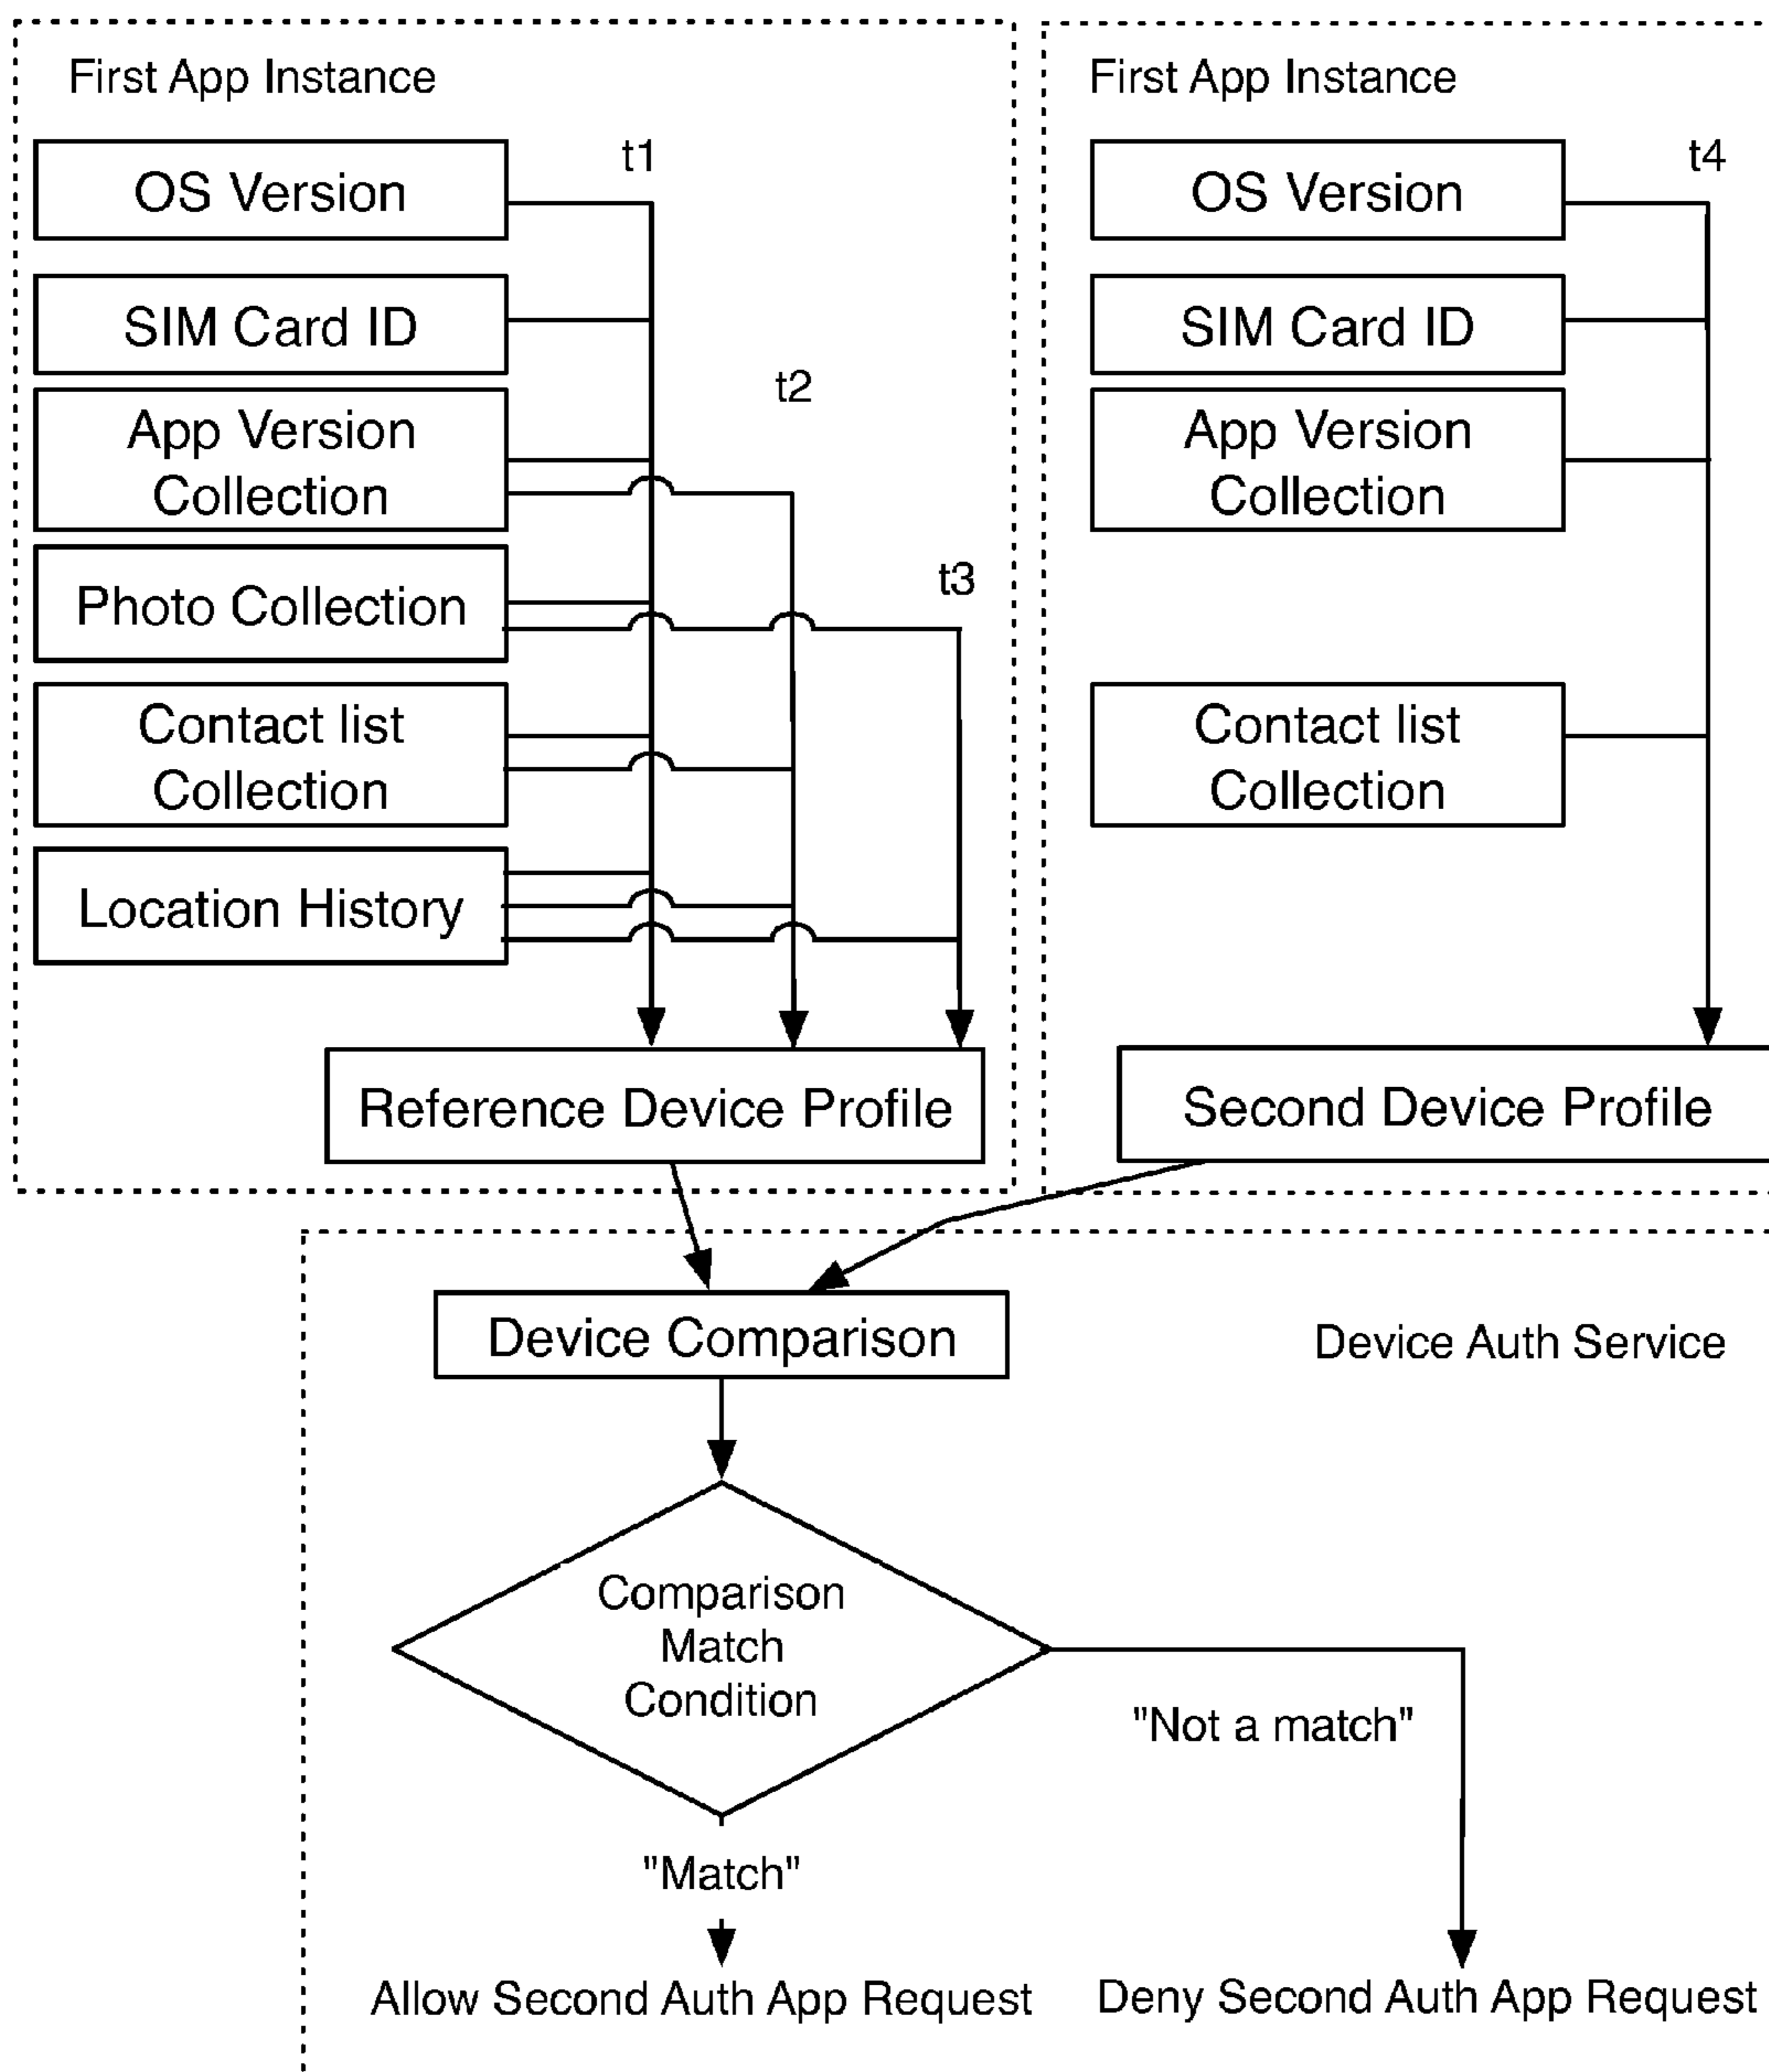 First App Instance
t1
OS Version
SIM Card ID
t2
App Version
Collection
t3
Photo Collection
Contact list
Collection
Location History
Reference Device Profile
First App Instance
t4
OS Version
SIM Card ID
App Version
Collection
Contact list
Collection
Second Device Profile
Device Comparison
Device Auth Service
Comparison
Match
Condition
"Not a match"
"Match"
Allow Second Auth App Request
Deny Second Auth App Request